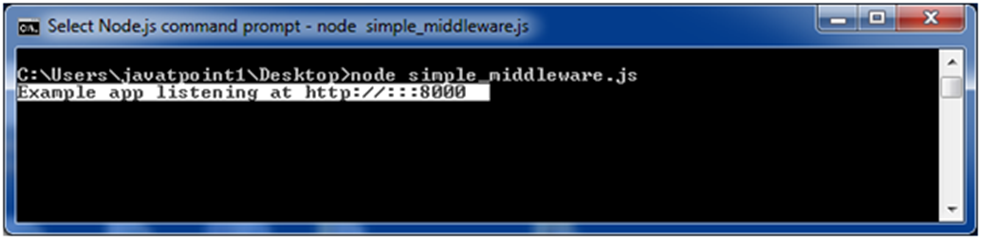 Select Node.js command prompt - node  simple_middleware.js
C:\Users\javatpoint1\Desktop>node simple_middleware.js
Example app listening at http://:::8000